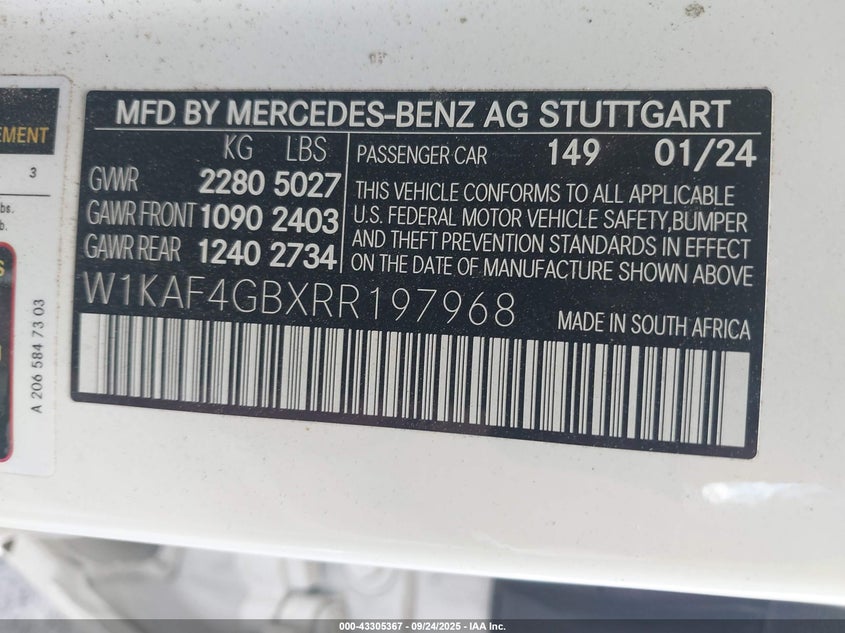 MFD BY MERCEDES-BENZ AG STUTTGART
KG LBS
GVWR 2280 5027
GAWR FRONT 1090 2403
GAWR REAR 1240 2734
PASSENGER CAR 149 01/24
THIS VEHICLE CONFORMS TO ALL APPLICABLE
U.S. FEDERAL MOTOR VEHICLE SAFETY,BUMPER
AND THEFT PREVENTION STANDARDS IN EFFECT
ON THE DATE OF MANUFACTURE SHOWN ABOVE
W1KAF4GBXRR197968
MADE IN SOUTH AFRICA
3
A 206 584 73 03
000-43305367 - 09/24/2025 - IAA Inc.